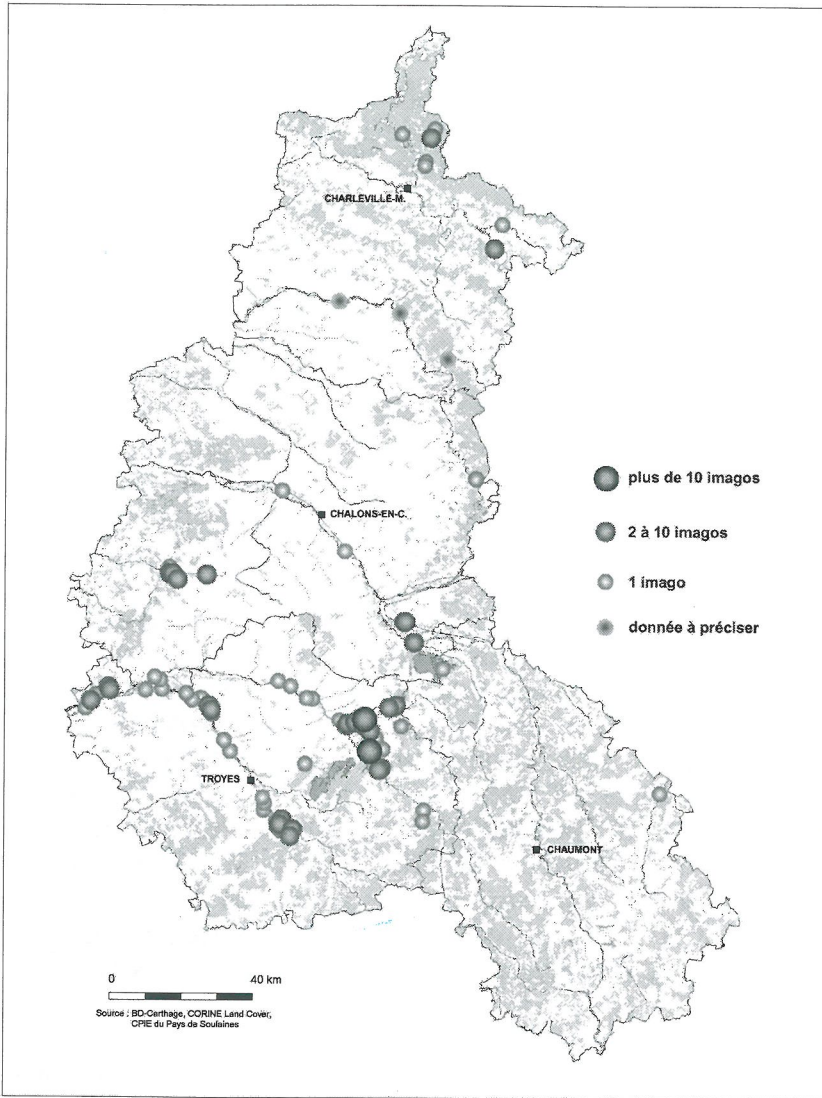 CHARLEVILLE-M.
plus de 10 imagos
CHALONS-EN-C.
2 à 10 imagos
1 imago
donnée à préciser
TROYES
CHAUMONT
0 40 km
Source : BD-Carthage, CORINE Land Cover,
CPIE du Pays de Soulaines